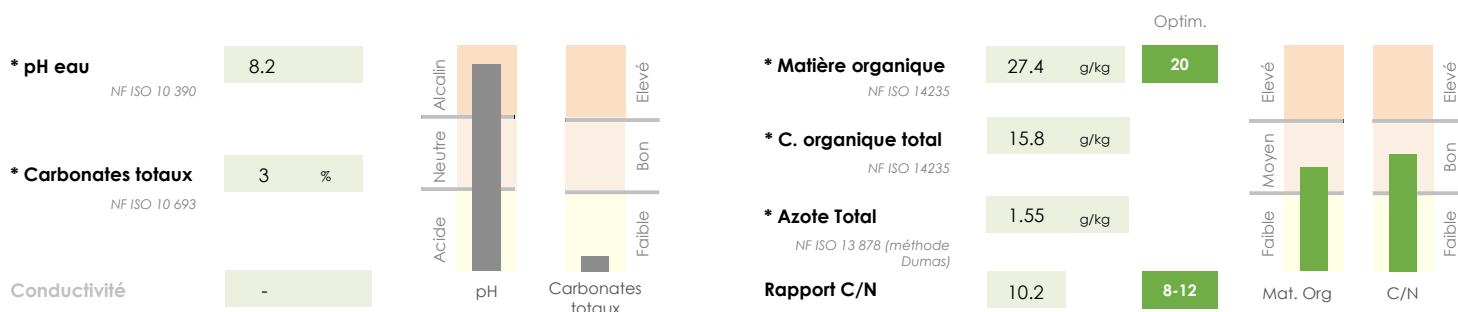 * pH eau
8.2
NF ISO 10 390
* Carbonates totaux
3 %
NF ISO 10 693
Conductivité
-
Alcalin
Neutre
Acide
pH
Elevé
Bon
Faible
Carbonates
totaux
Optim.
* Matière organique
27.4 g/kg
20
NF ISO 14235
* C. organique total
15.8 g/kg
NF ISO 14235
* Azote Total
1.55 g/kg
NF ISO 13 878 (méthode
Dumas)
Rapport C/N
10.2
8-12
Elevé
Moyen
Faible
Mat. Org
Elevé
Bon
Faible
C/N